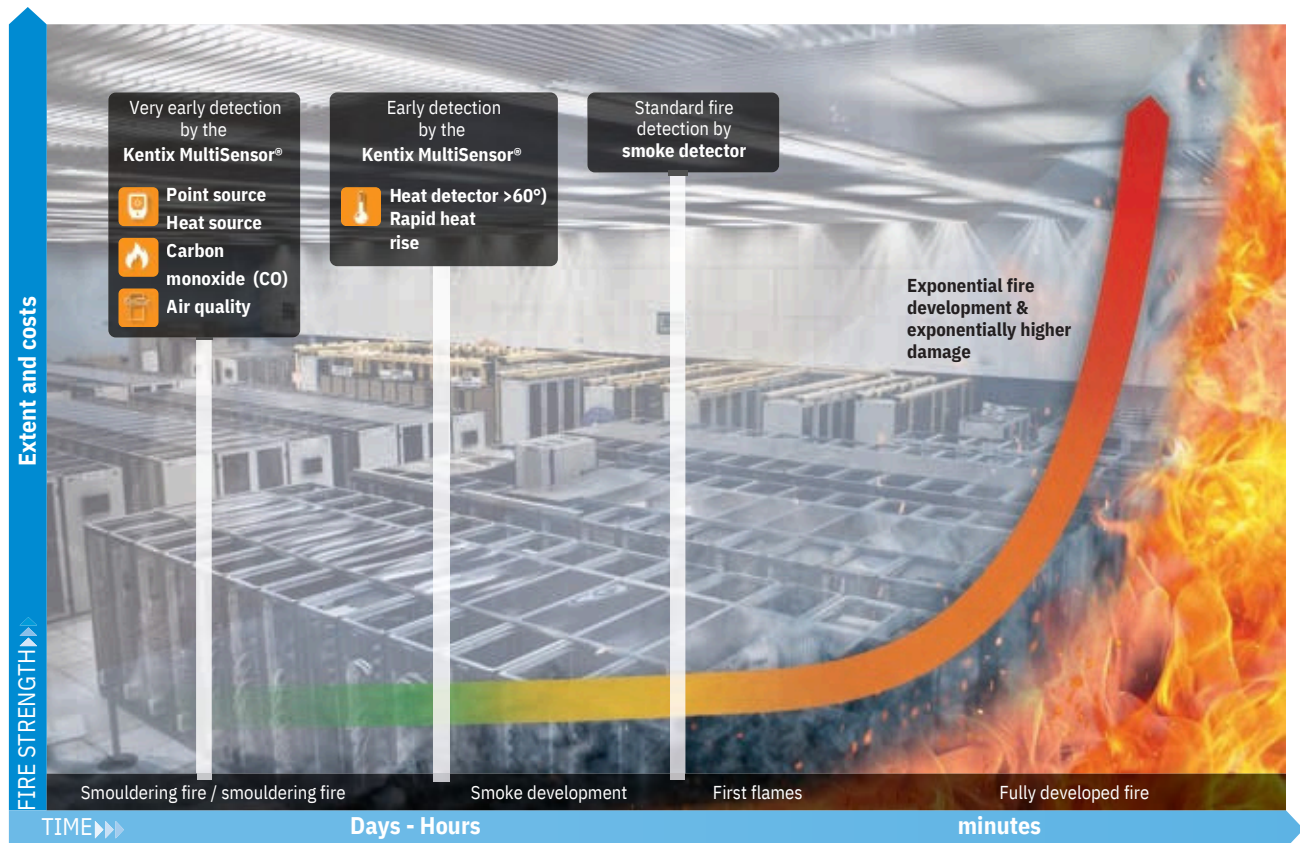 Very early detection
by the
Kentix MultiSensor®
Point source
Heat source
Carbon
monoxide (CO)
Air quality
Early detection
by the
Kentix MultiSensor®
Heat detector >60°)
Rapid heat
rise
Standard fire
detection by
smoke detector
Exponential fire
development &
exponentially higher
damage
Extent and costs
FIRE STRENGTH
Smouldering fire / smouldering fire
Smoke development
First flames
Fully developed fire
TIME
Days - Hours
minutes